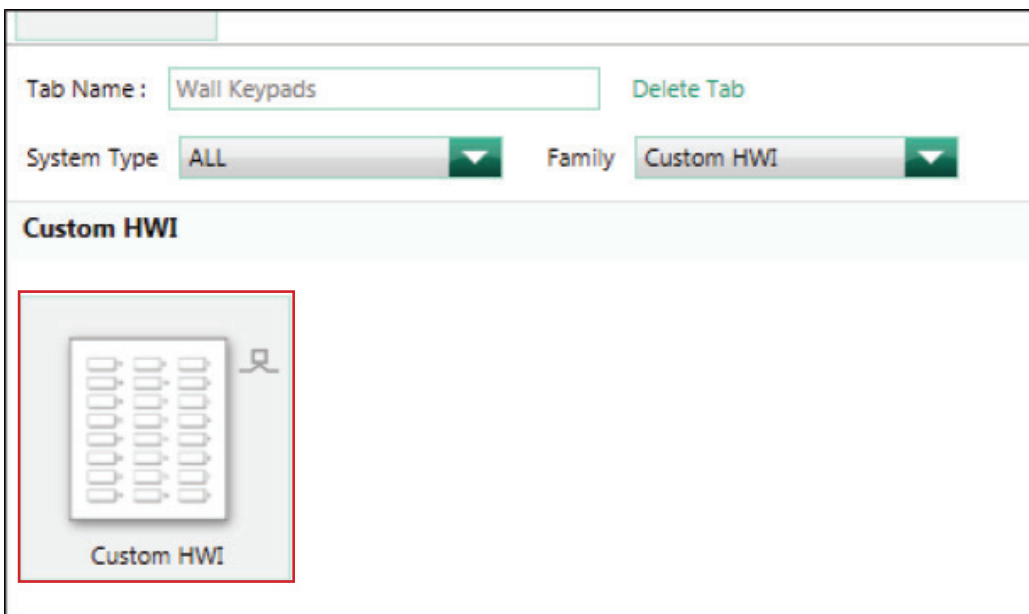 Tab Name : Wall Keypads Delete Tab
System Type ALL Family Custom HWI
Custom HWI
Custom HWI